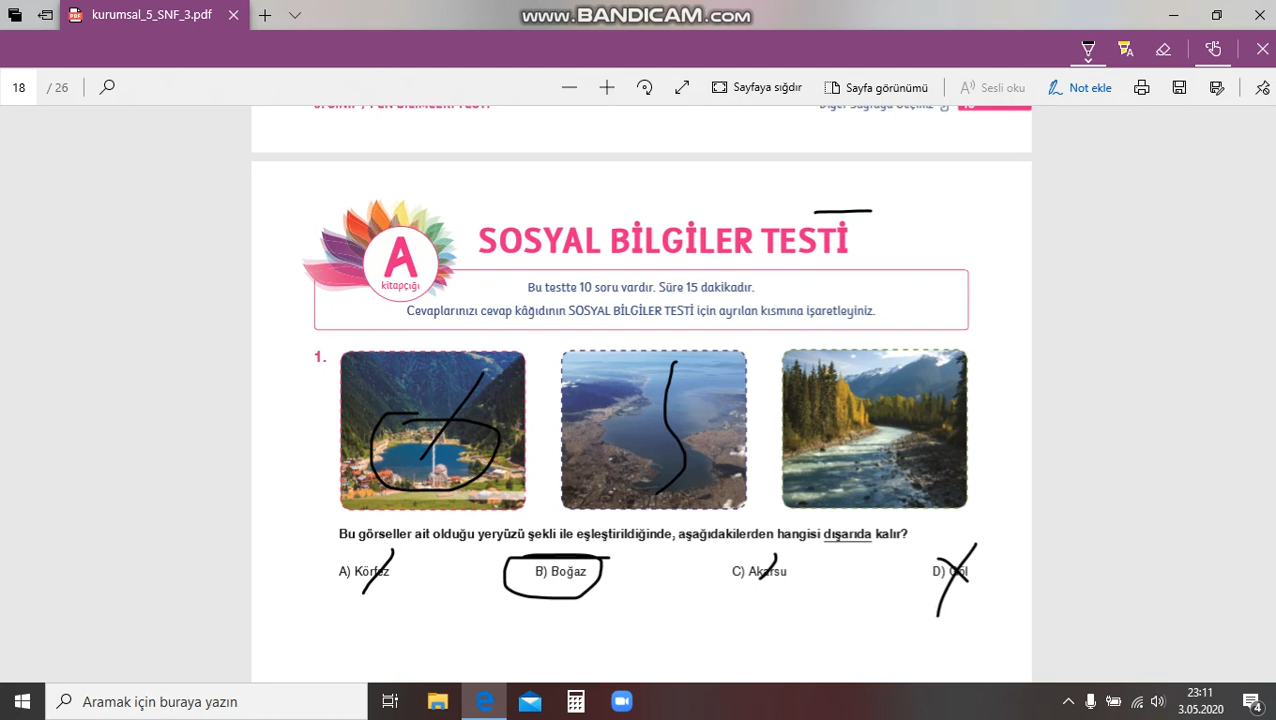 kurumsal_5_SNF_3.pdf
WWW.BANDICAM.COM
18 / 26
Sayfaya sığdır
Sayfa görünümü
Sesli oku
Not ekle
SOSYAL BİLGİLER TESTİ
A
kitapçığı
Bu testte 10 soru vardır. Süre 15 dakikadır.
Cevaplarınızı cevap kâğıdının SOSYAL BİLGİLER TESTİ için ayrılan kısmına işaretleyiniz.
1.
Bu görseller ait olduğu yeryüzü şekli ile eşleştirildiğinde, aşağıdakilerden hangisi dışarıda kalır?
A) Körfez B) Boğaz C) Akarsu D) Göl
Aramak için buraya yazın
23:11
3.05.2020
4